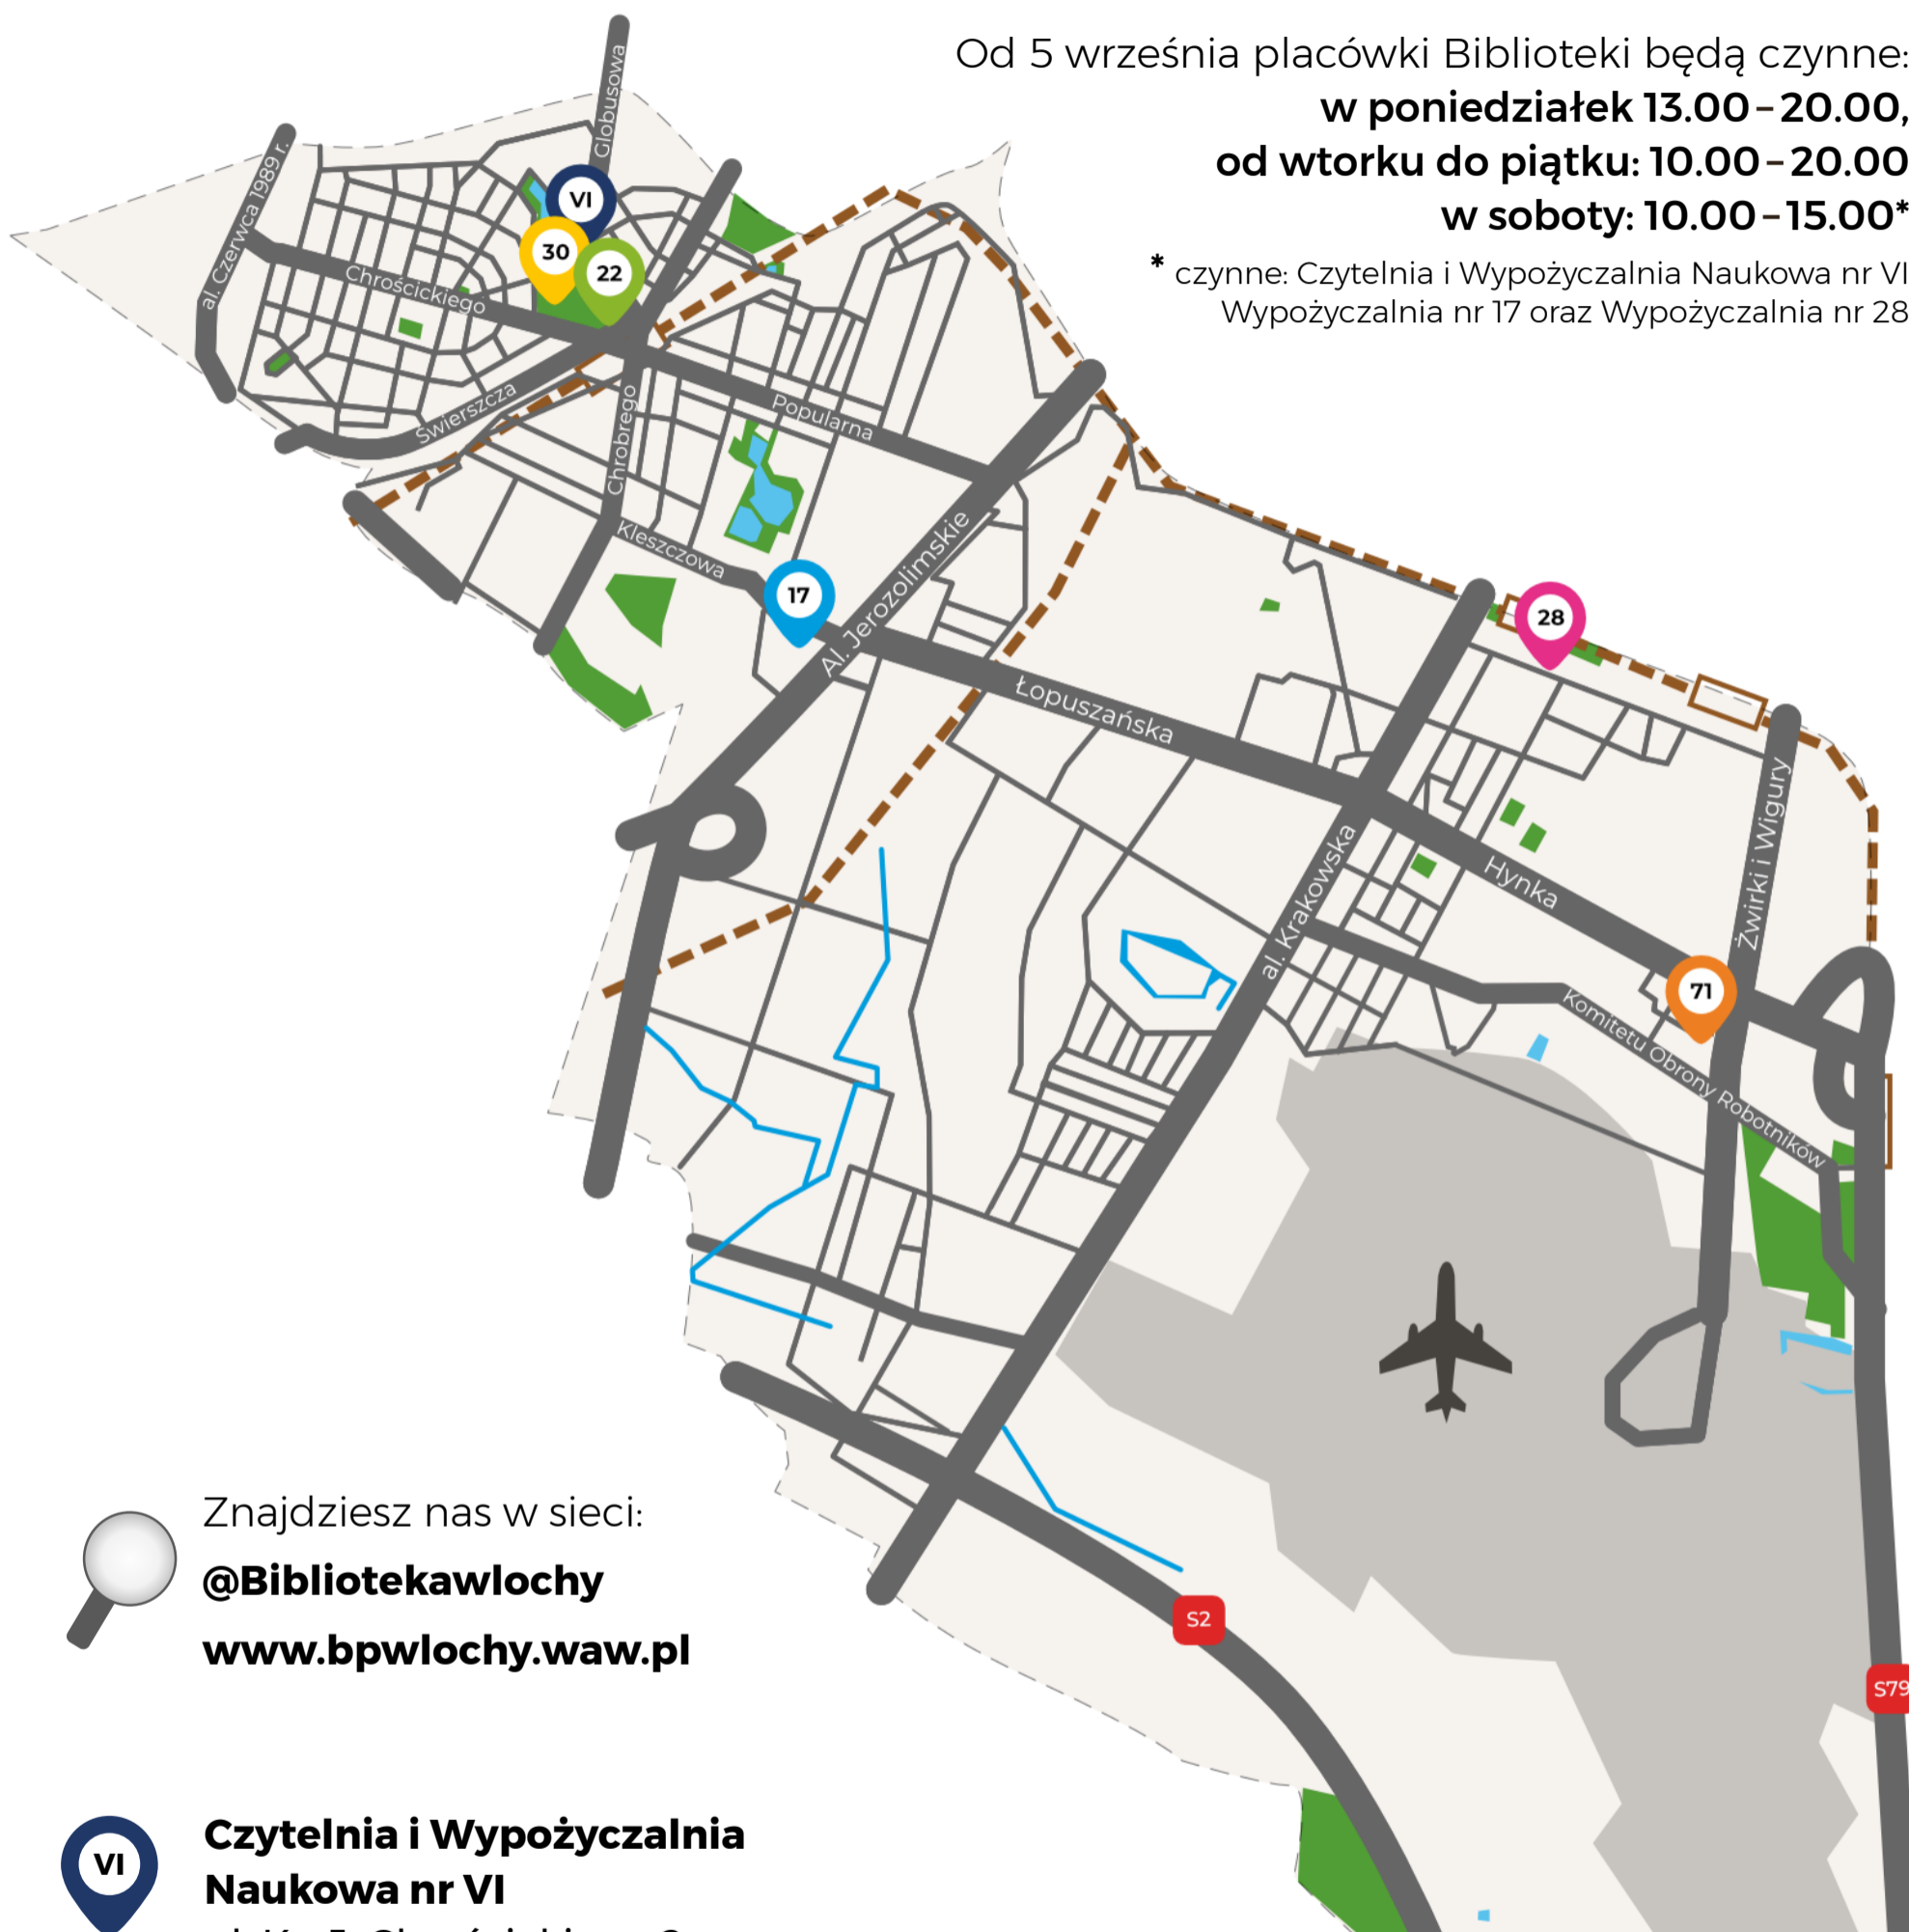 Od 5 września placówki Biblioteki będą czynne:
w poniedziałek 13.00–20.00,
od wtorku do piątku: 10.00–20.00
w soboty: 10.00–15.00*
* czynne: Czytelnia i Wypożyczalnia Naukowa nr VI
Wypożyczalnia nr 17 oraz Wypożyczalnia nr 28
Globusowa
al. Czerwca 1989 r.
VI
30
22
Chrościckiego
Świerszcza
Chrobrego
Popularna
Kleszczowa
17
Al. Jerozolimskie
28
Łopuszańska
Żwirki i Wigury
al. Krakowska
Hynka
71
Komitetu Obrony Robotników
Znajdziesz nas w sieci:
@Bibliotekawlochy
www.bpwlochy.waw.pl
S2
S79
VI
Czytelnia i Wypożyczalnia
Naukowa nr VI